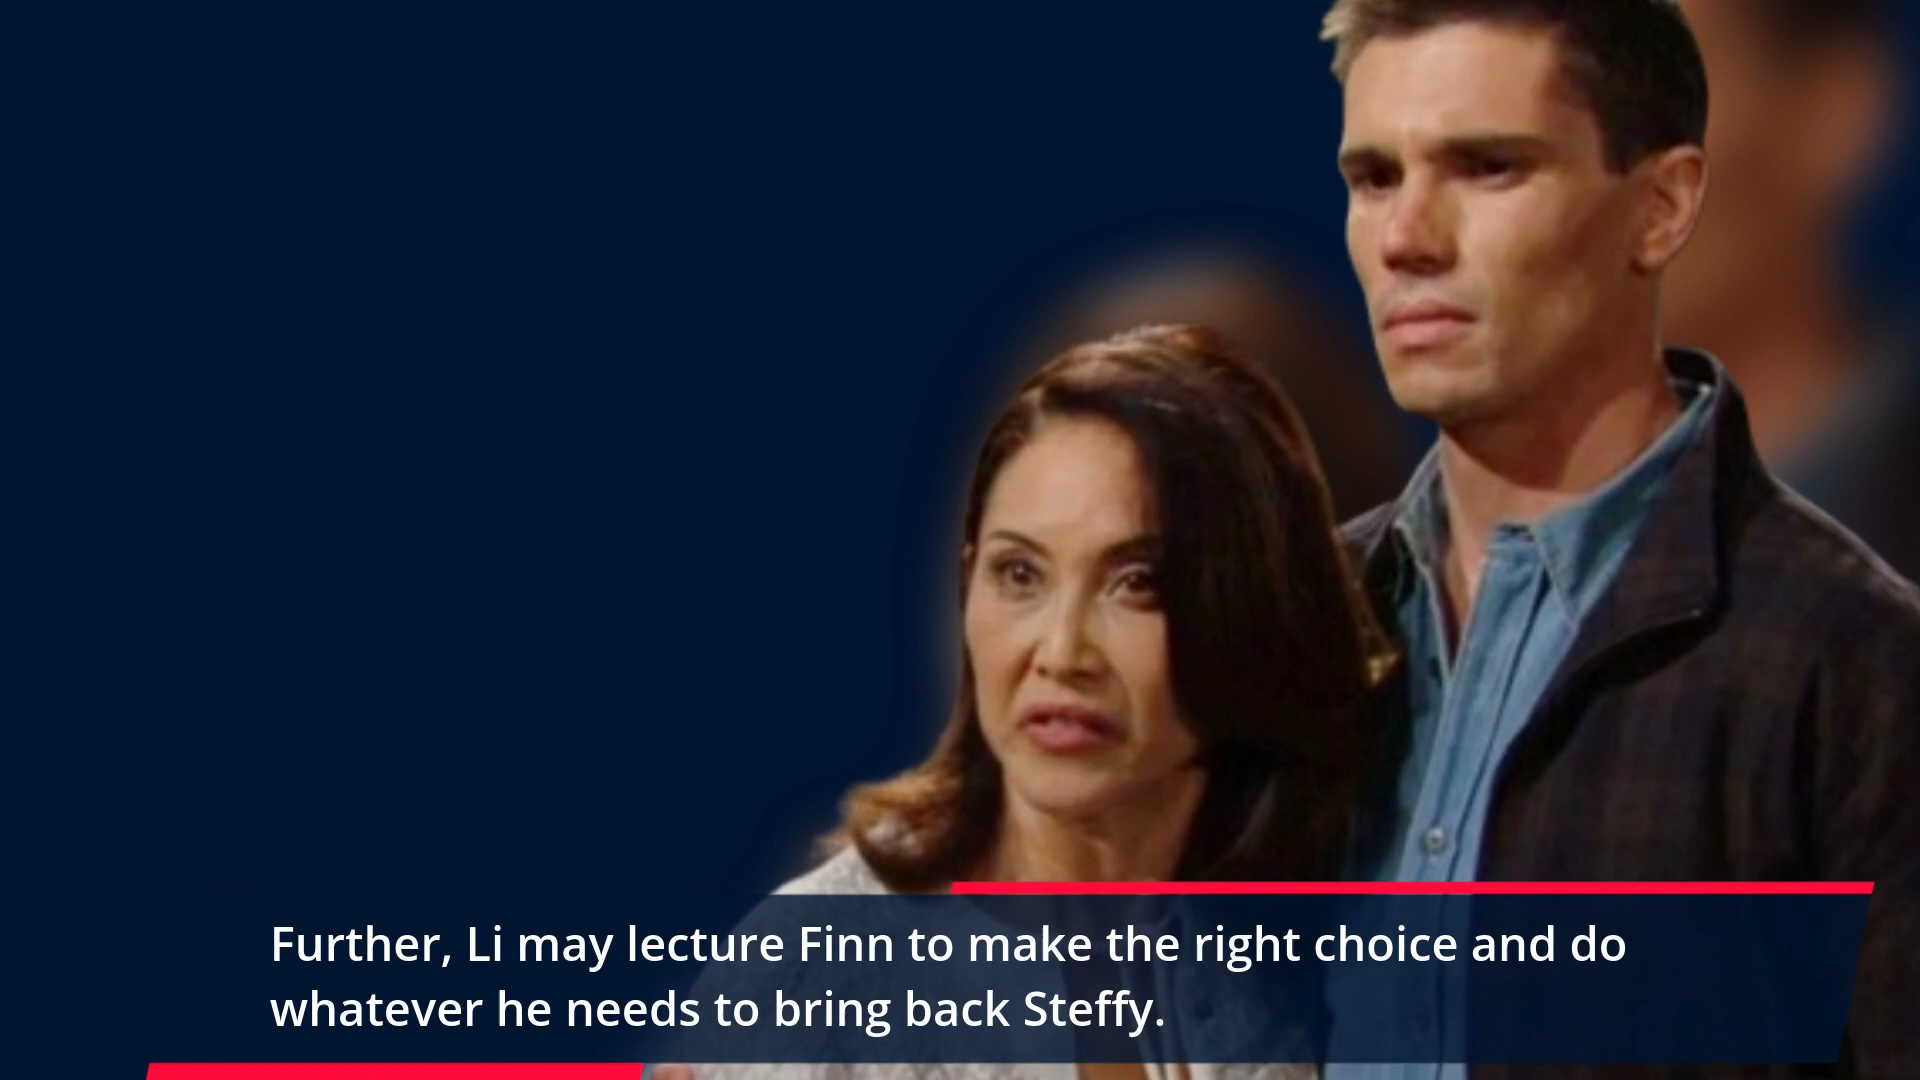 Further, Li may lecture Finn to make the right choice and do
whatever he needs to bring back Steffy.